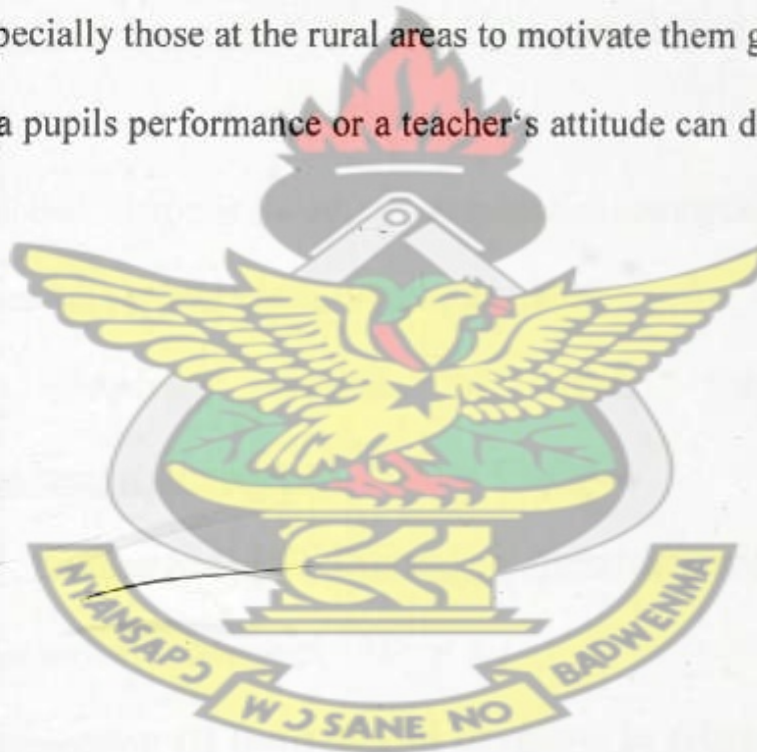 pecially those at the rural areas to motivate them
a pupils performance or a teacher‘s attitude can
NYANSAPƆ
WƆSANE NO
BADWENMA